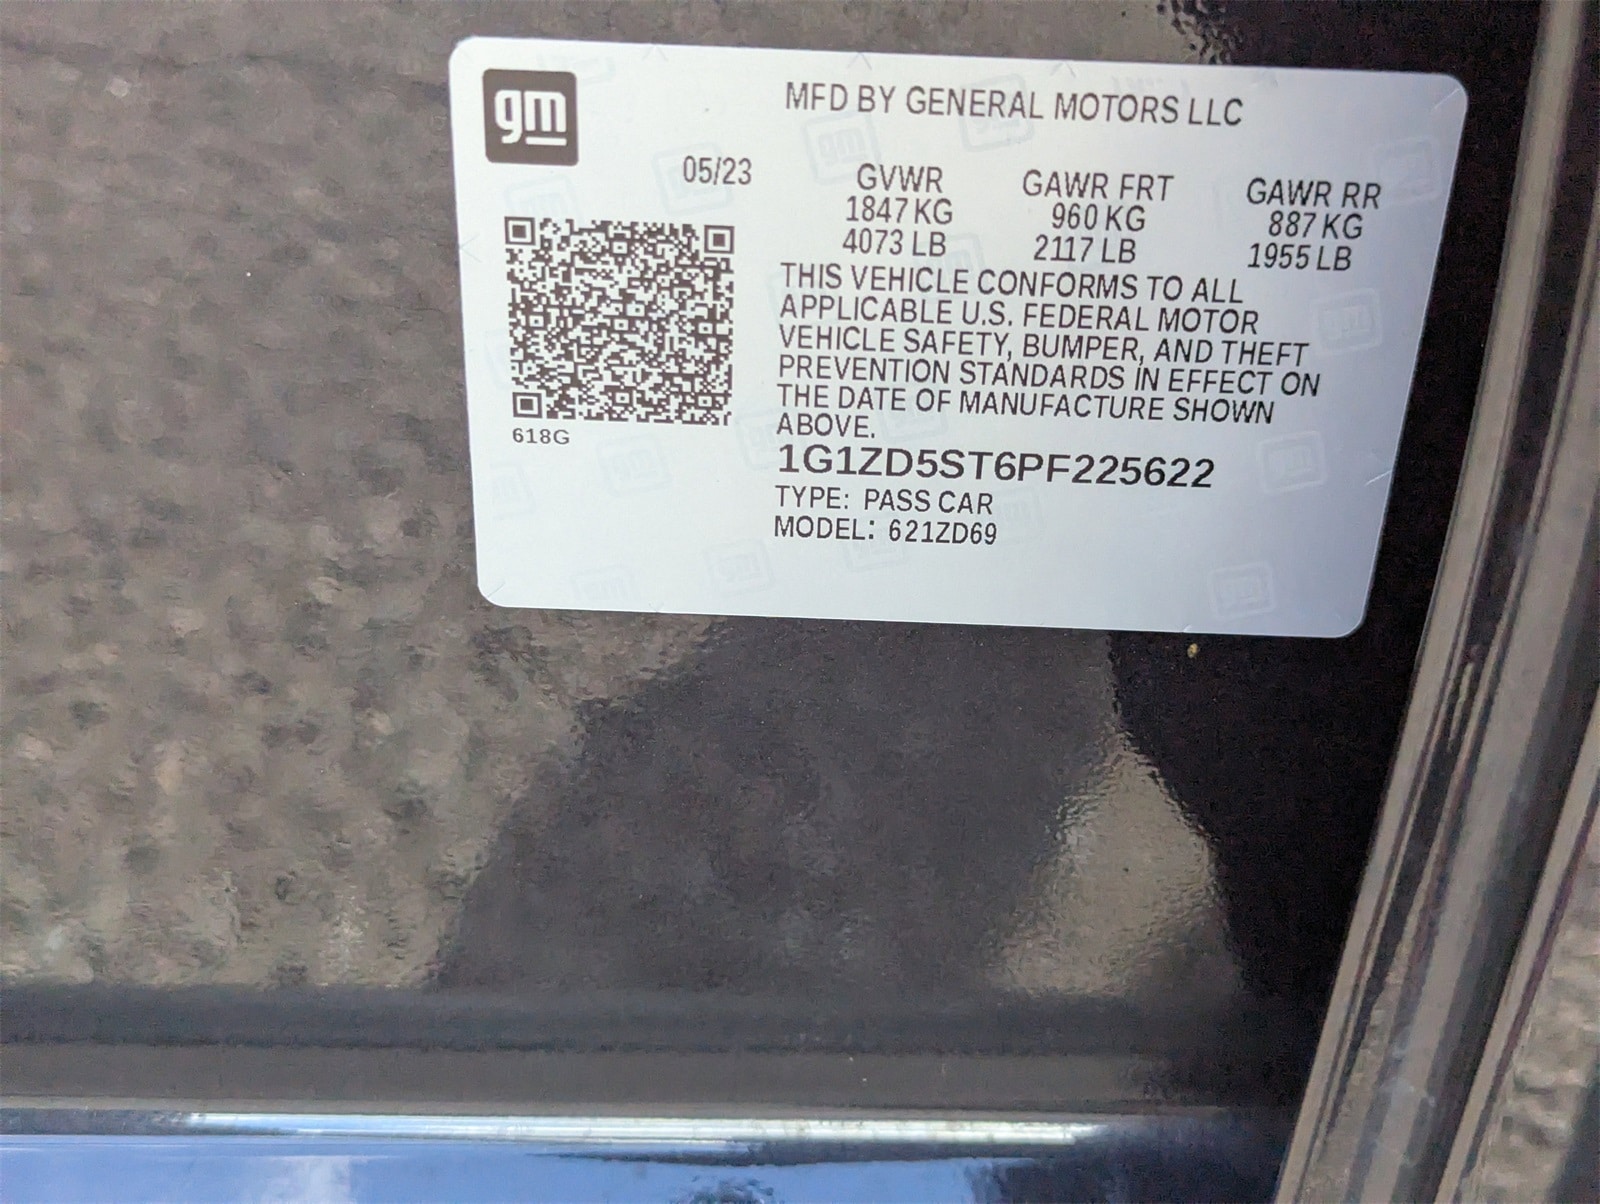 gm
MFD BY GENERAL MOTORS LLC
05/23
GVWR GAWR FRT GAWR RR
1847 KG 960 KG 887 KG
4073 LB 2117 LB 1955 LB
THIS VEHICLE CONFORMS TO ALL
APPLICABLE U.S. FEDERAL MOTOR
VEHICLE SAFETY, BUMPER, AND THEFT
PREVENTION STANDARDS IN EFFECT ON
THE DATE OF MANUFACTURE SHOWN
ABOVE.
618G
1G1ZD5ST6PF225622
TYPE: PASS CAR
MODEL: 621ZD69